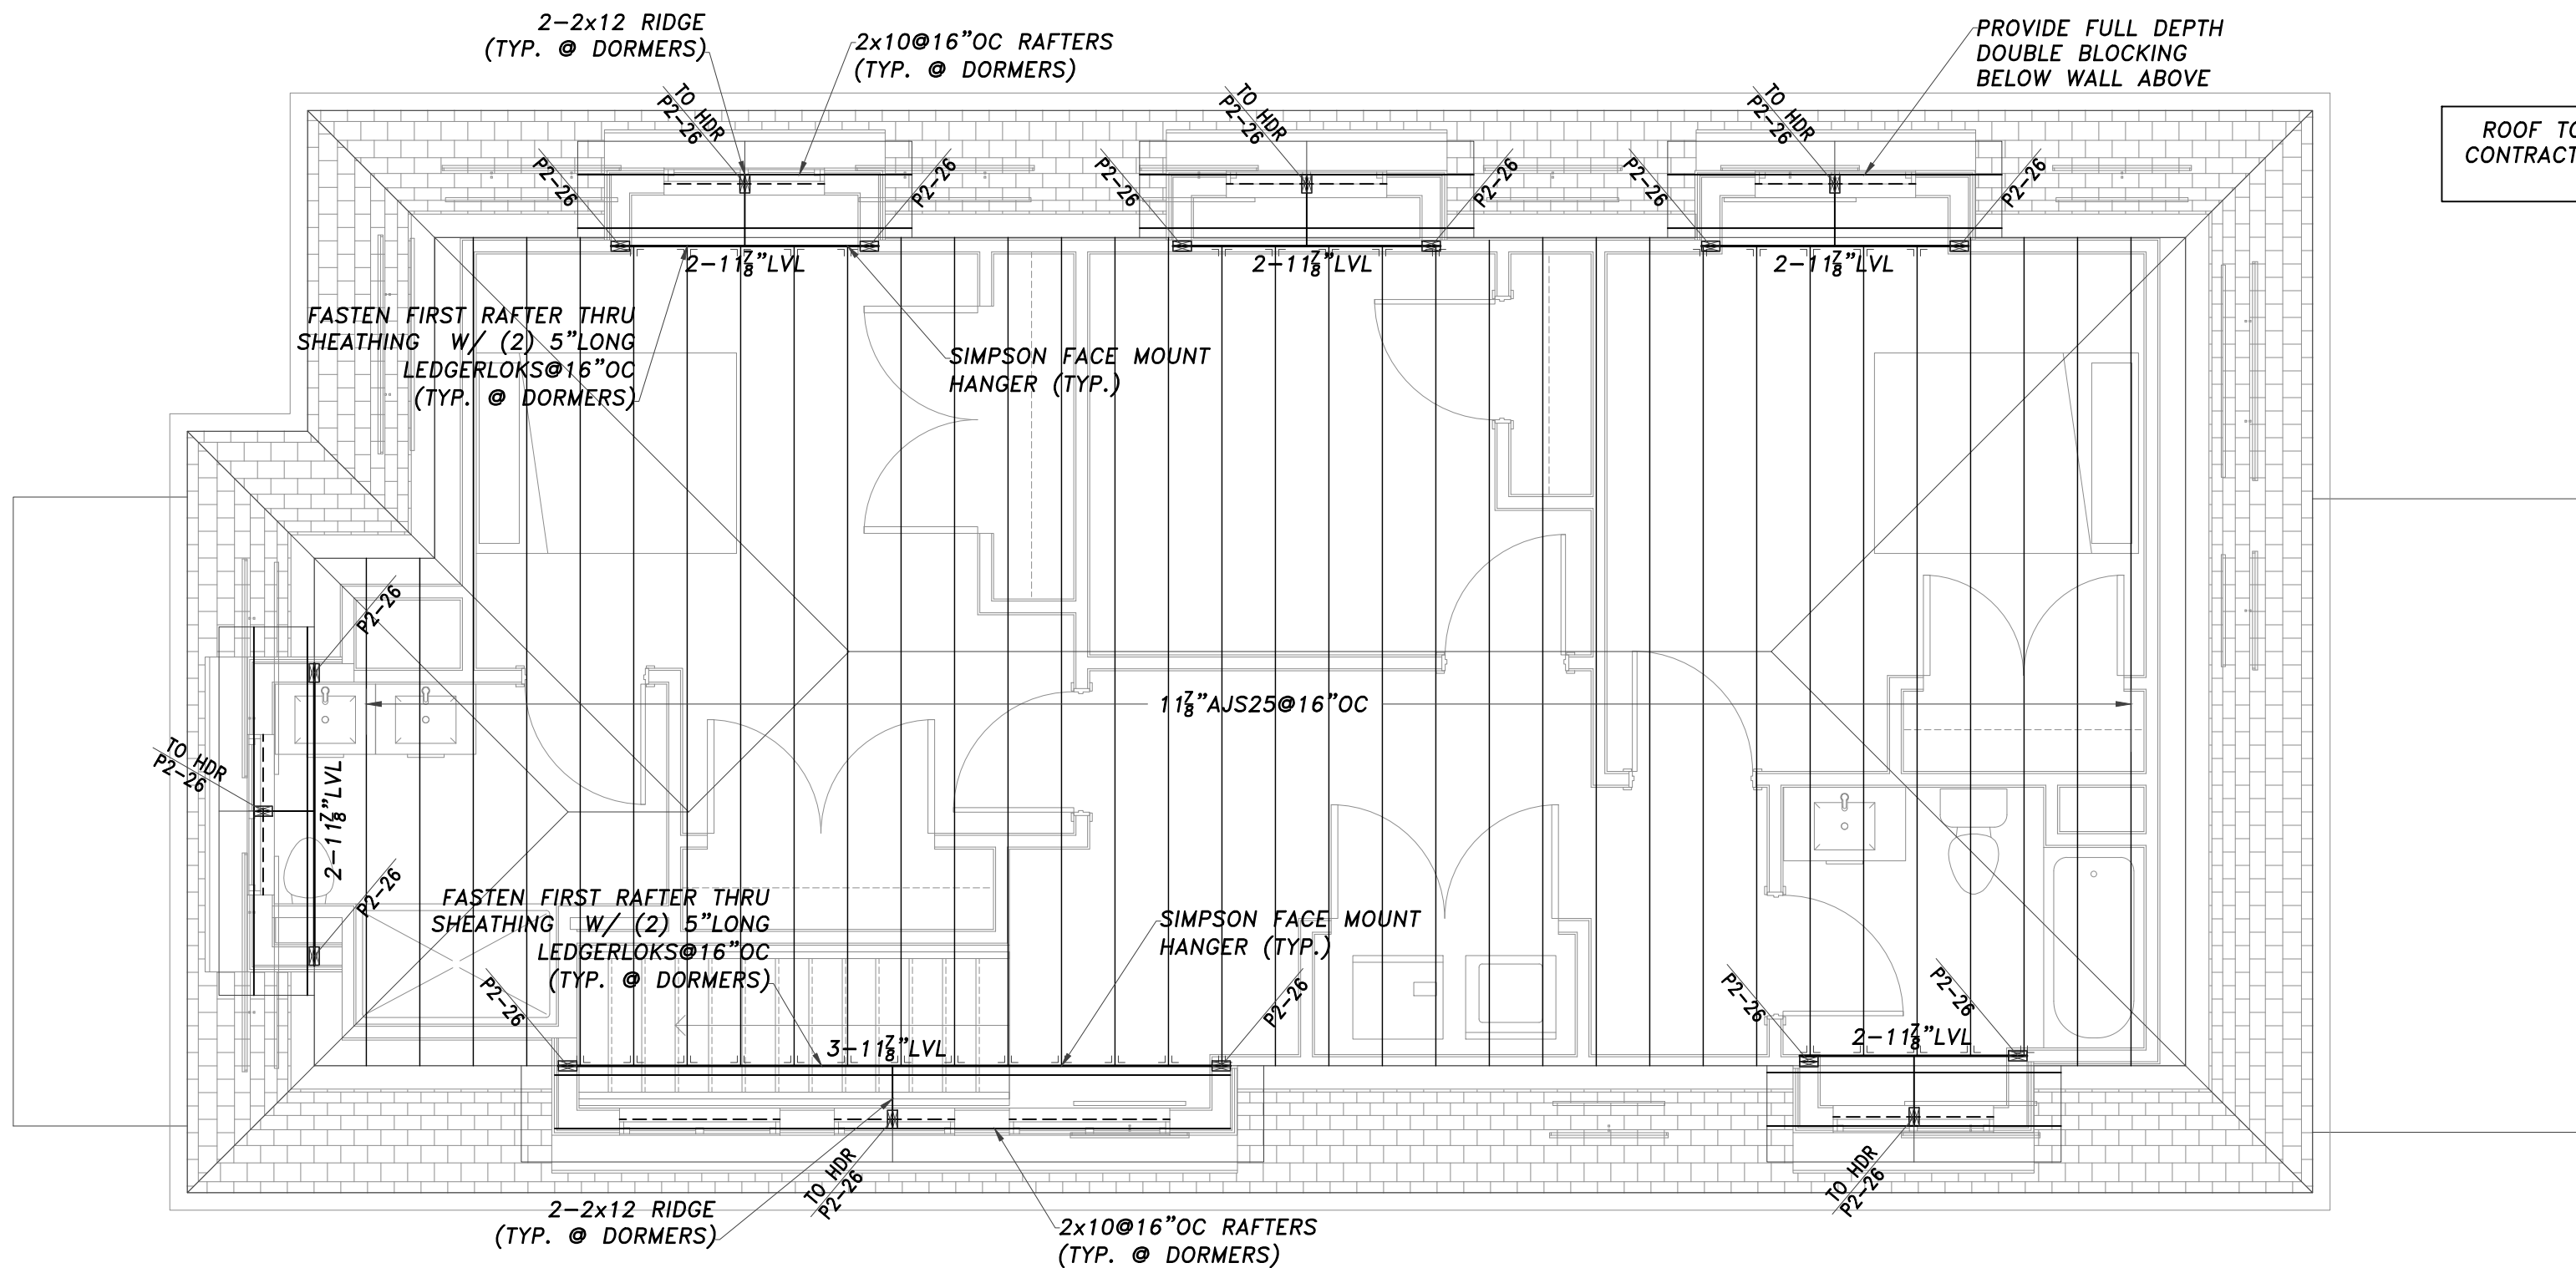 2-2x12 RIDGE
(TYP. @ DORMERS)
2x10@16"OC RAFTERS
(TYP. @ DORMERS)
PROVIDE FULL DEPTH
DOUBLE BLOCKING
BELOW WALL ABOVE
ROOF TO
CONTRACT
TO HDR
P2-26
TO HDR
P2-26
TO HDR
P2-26
P2-26
P2-26
P2-26
P2-26
P2-26
P2-26
2-11⅞"LVL
2-11⅞"LVL
2-11⅞"LVL
FASTEN FIRST RAFTER THRU
SHEATHING W/ (2) 5"LONG
LEDGERLOKS@16"OC
(TYP. @ DORMERS)
SIMPSON FACE MOUNT
HANGER (TYP.)
P2-26
11⅞"AJS25@16"OC
TO HDR
P2-26
2-11⅞"LVL
P2-26
FASTEN FIRST RAFTER THRU
SHEATHING W/ (2) 5"LONG
LEDGERLOKS@16"OC
(TYP. @ DORMERS)
SIMPSON FACE MOUNT
HANGER (TYP.)
P2-26
P2-26
P2-26
P2-26
3-11⅞"LVL
2-11⅞"LVL
TO HDR
P2-26
TO HDR
P2-26
2-2x12 RIDGE
(TYP. @ DORMERS)
2x10@16"OC RAFTERS
(TYP. @ DORMERS)